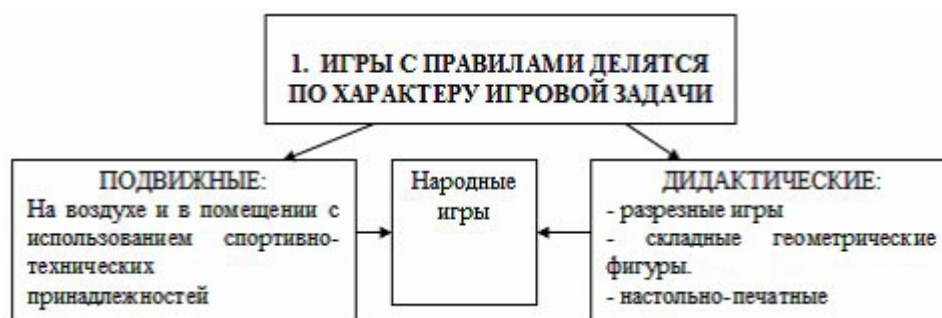 1. ИГРЫ С ПРАВИЛАМИ ДЕЛЯТСЯ
ПО ХАРАКТЕРУ ИГРОВОЙ ЗАДАЧИ
ПОДВИЖНЫЕ:
На воздухе и в помещении с
использованием спортивно-
технических
принадлежностей
Народные
игры
ДИДАКТИЧЕСКИЕ:
- разрезные игры
- складные геометрические
фигуры.
- настольно-печатные